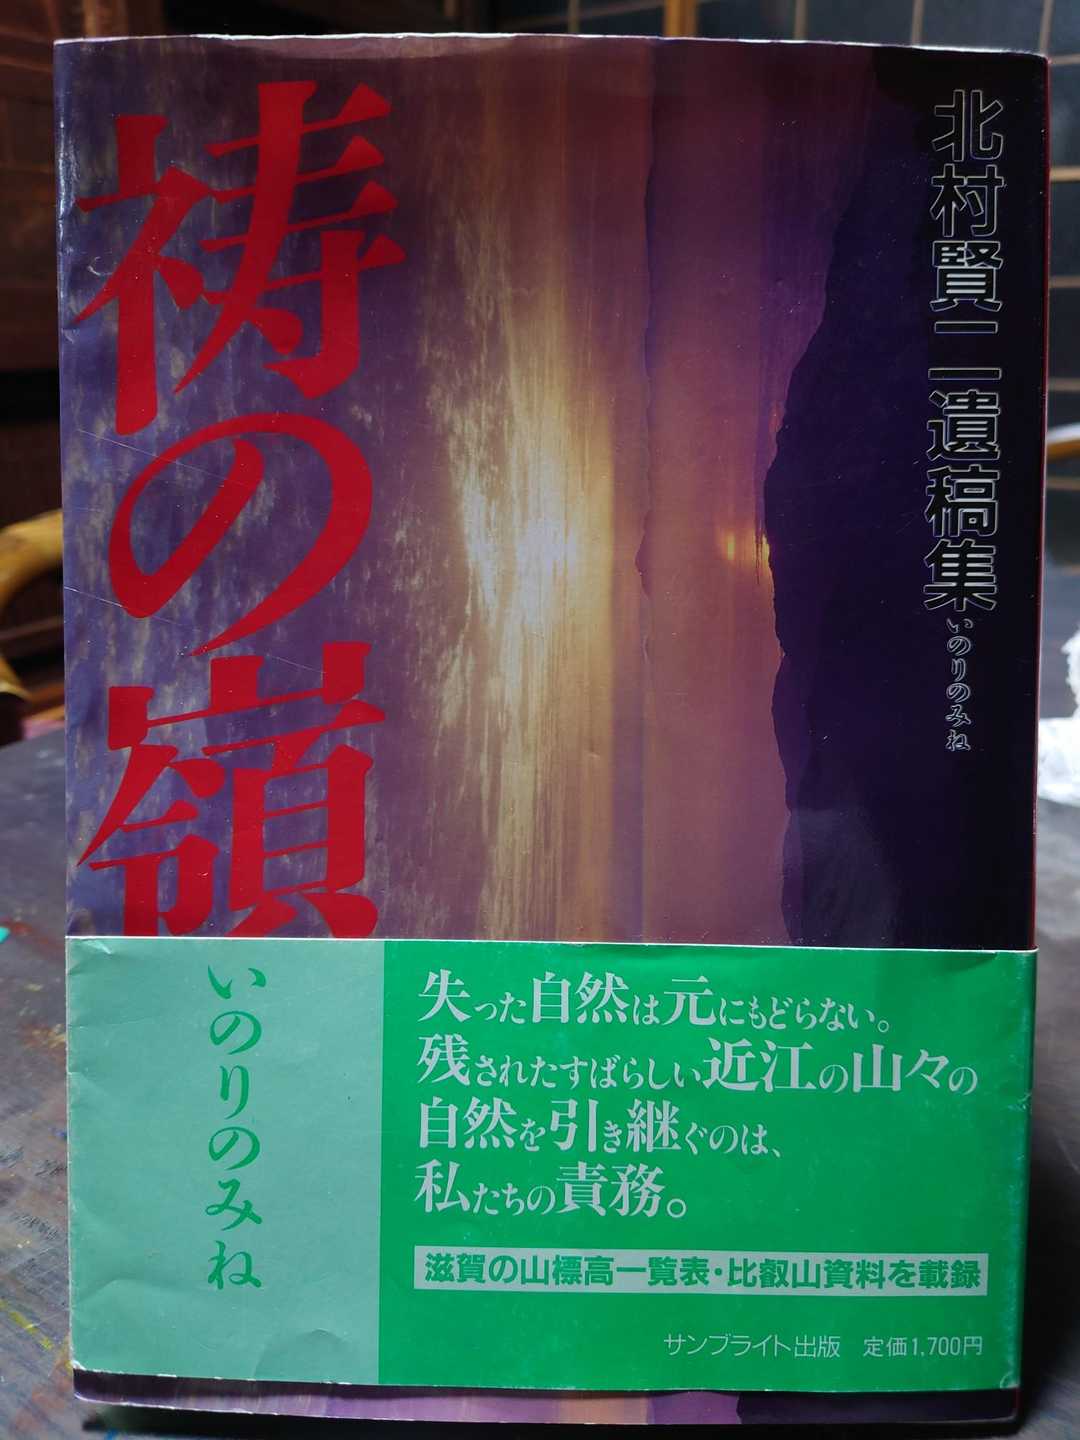 北村賢二遺稿集
いのりのみね
祷の嶺
いのりのみね
失った自然は元にもどらない。
残されたすばらしい近江の山々の
自然を引き継ぐのは、
私たちの責務。
滋賀の山標高一覧表・比叡山資料を載録
サンブライト出版 定価1,700円